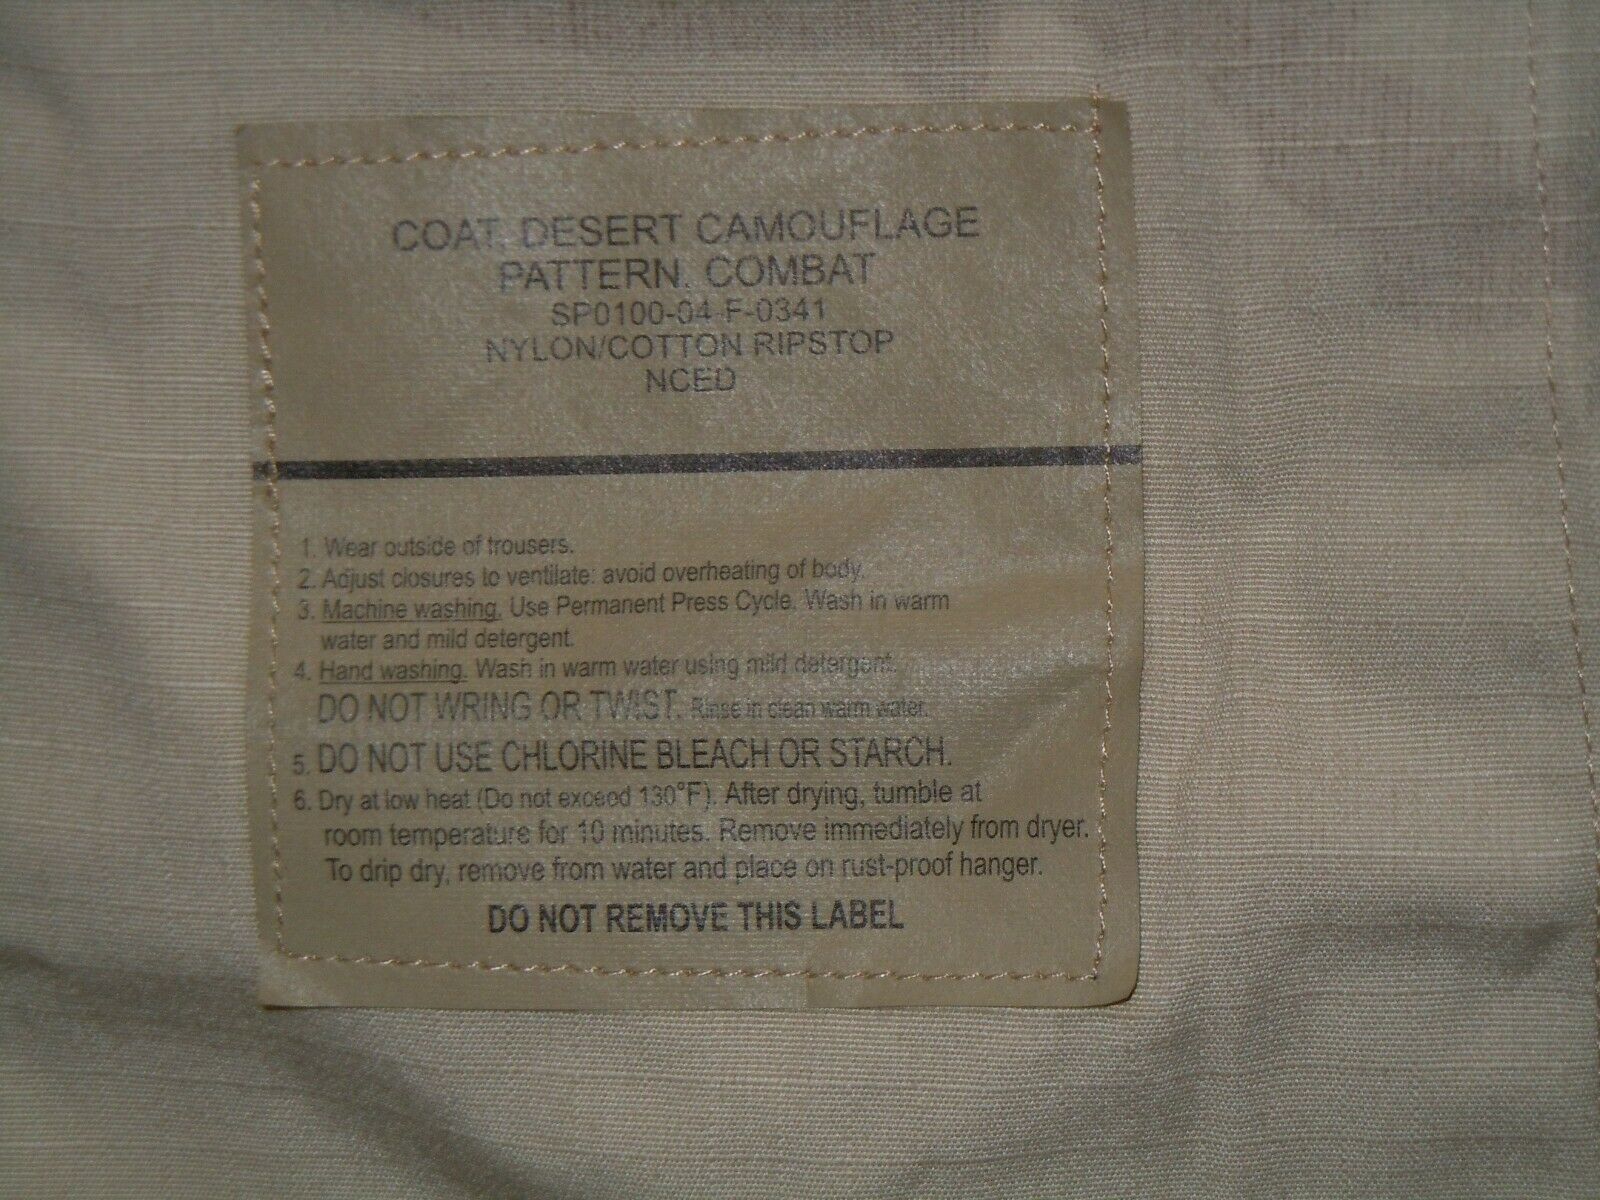 COAT, DESERT CAMOUFLAGE
PATTERN, COMBAT
SP0100-04-F-0341
NYLON/COTTON RIPSTOP
NCED
1. Wear outside of trousers.
2. Adjust closures to ventilate: avoid overheating of body.
3. Machine washing. Use Permanent Press Cycle. Wash in warm
water and mild detergent.
4. Hand washing. Wash in warm water using mild detergent.
DO NOT WRING OR TWIST. Rinse in clean warm water.
5. DO NOT USE CHLORINE BLEACH OR STARCH.
6. Dry at low heat (Do not exceed 130°F). After drying, tumble at
room temperature for 10 minutes. Remove immediately from dryer.
To drip dry, remove from water and place on rust-proof hanger.
DO NOT REMOVE THIS LABEL